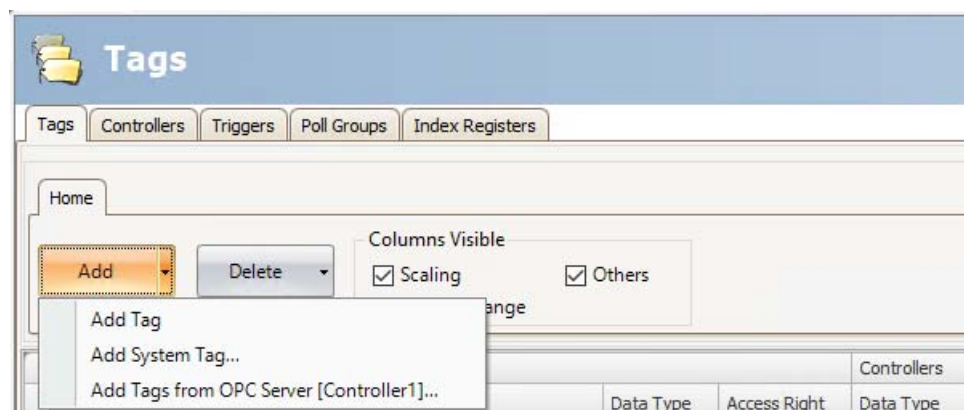 Tags
Tags Controllers Triggers Poll Groups Index Registers
Home
Columns Visible
Add Delete Scaling Others
Add Tag
Add System Tag...
Add Tags from OPC Server [Controller1]...
Controllers
Data Type Access Right Data Type